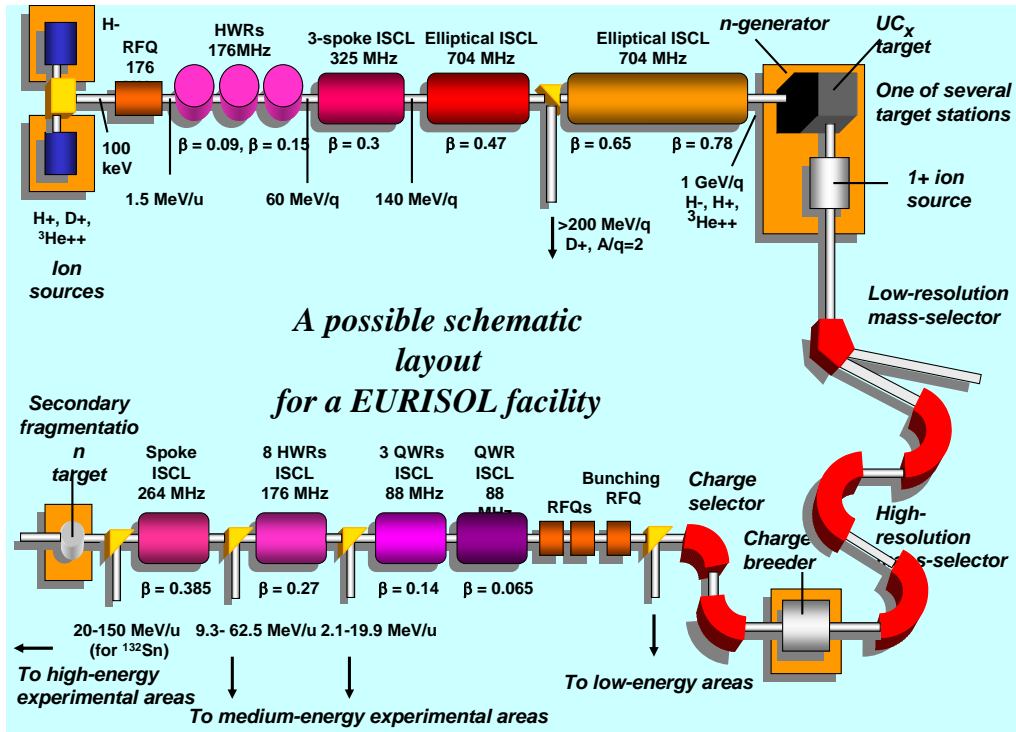 H-
RFQ
176
HWRs
176MHz
3-spoke ISCL
325 MHz
Elliptical ISCL
704 MHz
Elliptical ISCL
704 MHz
n-generator
UCx
target
One of several
target stations
100
keV
β = 0.09, β = 0.15
β = 0.3
β = 0.47
β = 0.65
β = 0.78
1.5 MeV/u
60 MeV/q
140 MeV/q
1 GeV/q
H-, H+,
³He++
1+ ion
source
H+, D+,
³He++
Ion
sources
>200 MeV/q
D+, A/q=2
Low-resolution
mass-selector
A possible schematic
layout
for a EURISOL facility
Secondary
fragmentatio
n
target
Spoke
ISCL
264 MHz
8 HWRs
ISCL
176 MHz
3 QWRs
ISCL
88 MHz
QWR
ISCL
88
RFQs
Bunching
RFQ
Charge
selector
Charge
breeder
High-
resolution
-selector
β = 0.385
β = 0.27
β = 0.14
β = 0.065
20-150 MeV/u
(for ¹³²Sn)
9.3- 62.5 MeV/u
2.1-19.9 MeV/u
To high-energy
experimental areas
To medium-energy experimental areas
To low-energy areas